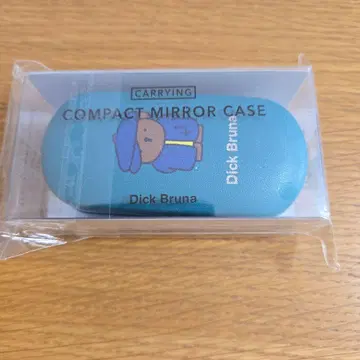 CARRYING
COMPACT MIRROR CASE
Dick Bruna
Dick Bruna